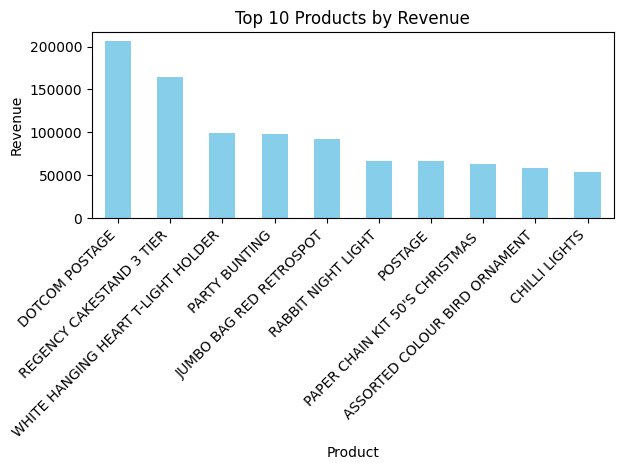 Top 10 Products by Revenue
Revenue
200000
150000
100000
50000
0
DOTCOM POSTAGE
REGENCY CAKESTAND 3 TIER
WHITE HANGING HEART T-LIGHT HOLDER
PARTY BUNTING
JUMBO BAG RED RETROSPOT
RABBIT NIGHT LIGHT
POSTAGE
PAPER CHAIN KIT 50'S CHRISTMAS
ASSORTED COLOUR BIRD ORNAMENT
CHILLI LIGHTS
Product